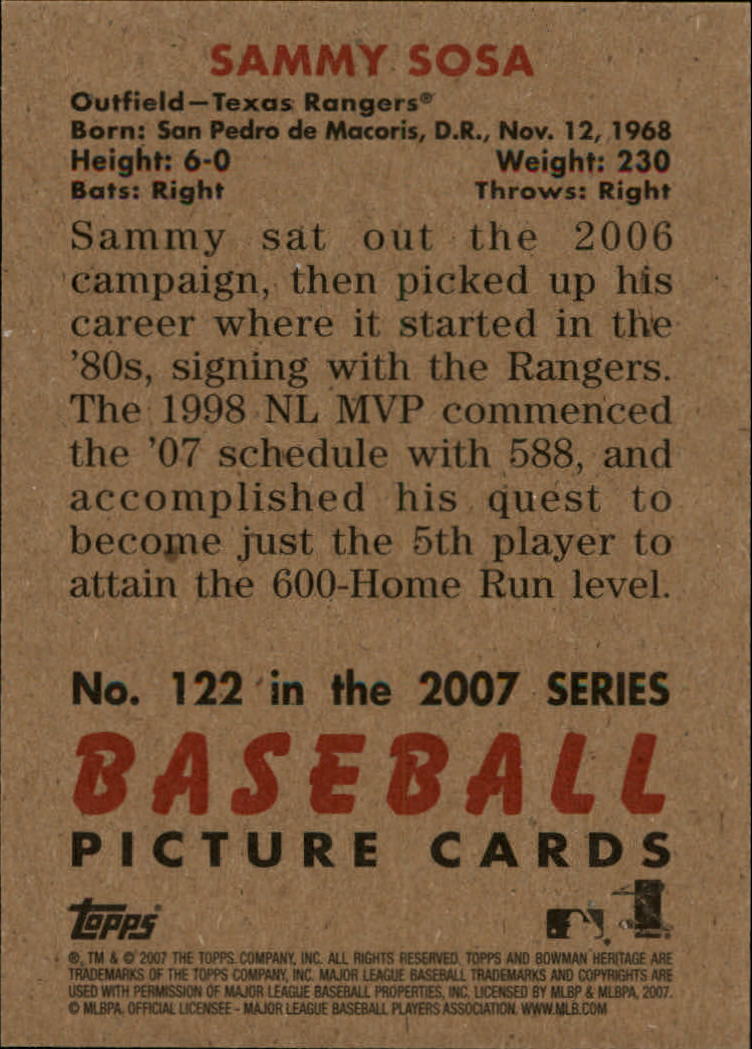 SAMMY SOSA
Outfield—Texas Rangers®
Born: San Pedro de Macoris, D.R., Nov. 12, 1968
Height: 6-0 Weight: 230
Bats: Right Throws: Right
Sammy sat out the 2006
campaign, then picked up his
career where it started in the
'80s, signing with the Rangers.
The 1998 NL MVP commenced
the '07 schedule with 588, and
accomplished his quest to
become just the 5th player to
attain the 600-Home Run level.
No. 122 in the 2007 SERIES
BASEBALL
PICTURE CARDS
Topps
®, TM & © 2007 THE TOPPS COMPANY, INC. ALL RIGHTS RESERVED. TOPPS AND BOWMAN HERITAGE ARE
TRADEMARKS OF THE TOPPS COMPANY, INC. MAJOR LEAGUE BASEBALL TRADEMARKS AND COPYRIGHTS ARE
USED WITH PERMISSION OF MAJOR LEAGUE BASEBALL PROPERTIES, INC. LICENSED BY MLBP & MLBPA, 2007.
© MLBPA, OFFICIAL LICENSEE - MAJOR LEAGUE BASEBALL PLAYERS ASSOCIATION. WWW.MLB.COM